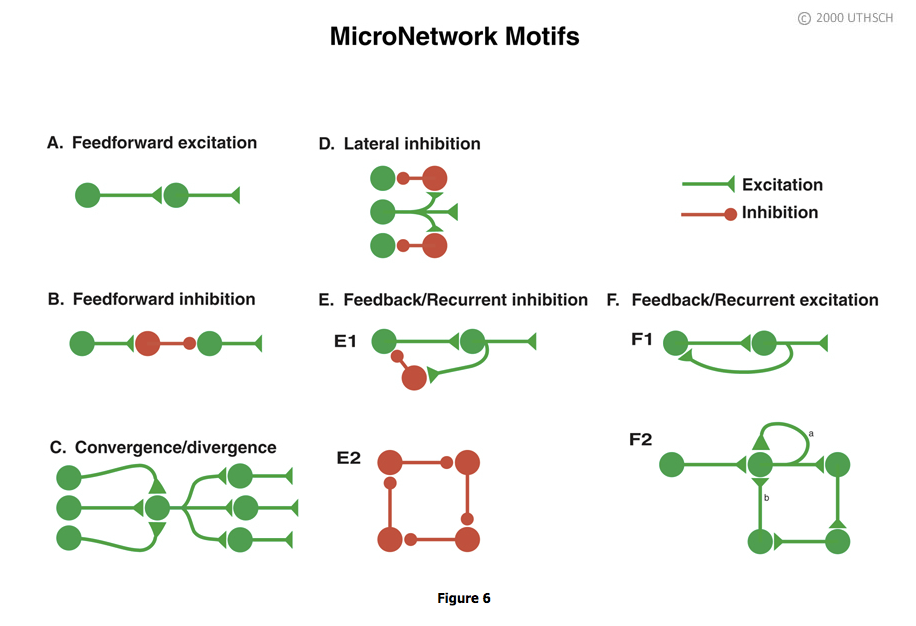 © 2000 UTHSCH
MicroNetwork Motifs
A. Feedforward excitation
D. Lateral inhibition
Excitation
Inhibition
B. Feedforward inhibition
E. Feedback/Recurrent inhibition
F. Feedback/Recurrent excitation
E1
F1
C. Convergence/divergence
E2
F2
a
b
Figure 6